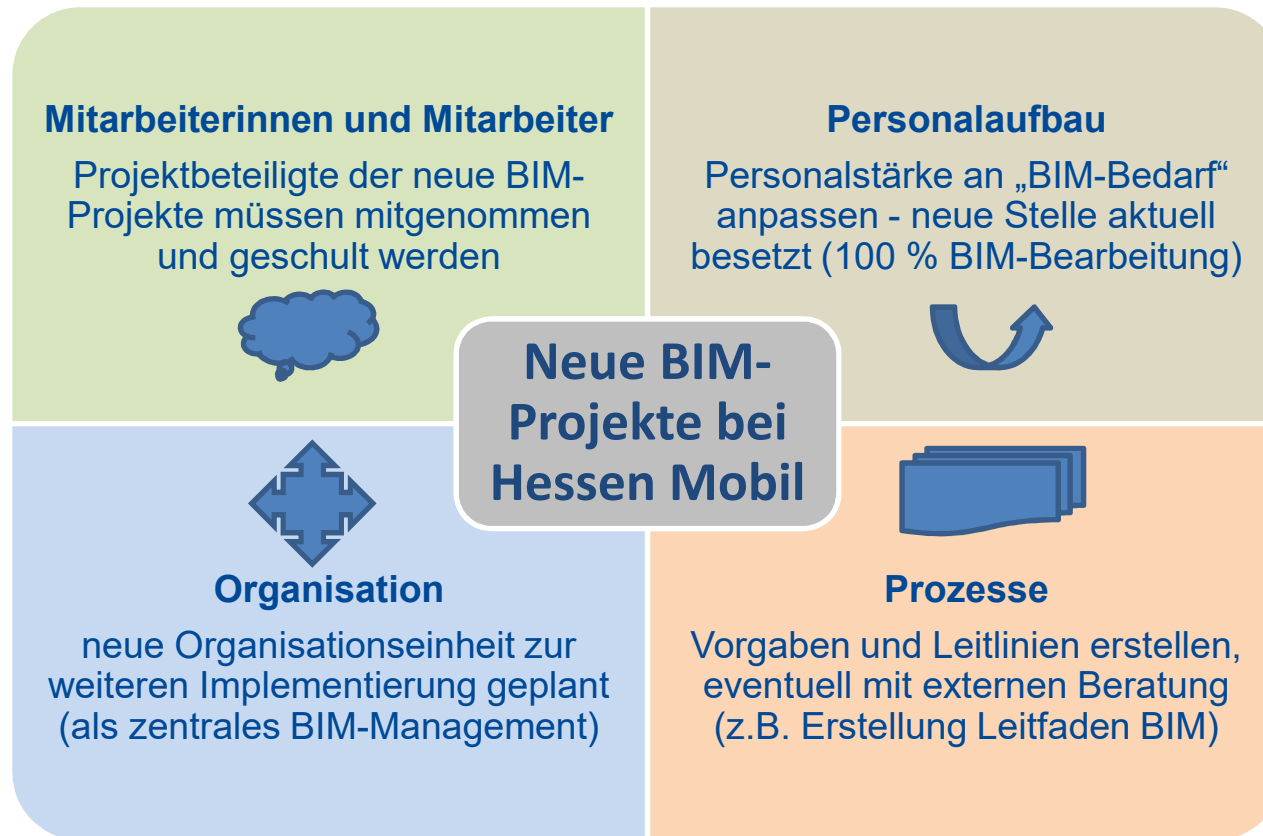 Mitarbeiterinnen und Mitarbeiter
Projektbeteiligte der neue BIM-
Projekte müssen mitgenommen
und geschult werden
Personalaufbau
Personalstärke an „BIM-Bedarf“
anpassen - neue Stelle aktuell
besetzt (100 % BIM-Bearbeitung)
Neue BIM-
Projekte bei
Hessen Mobil
Organisation
neue Organisationseinheit zur
weiteren Implementierung geplant
(als zentrales BIM-Management)
Prozesse
Vorgaben und Leitlinien erstellen,
eventuell mit externen Beratung
(z.B. Erstellung Leitfaden BIM)